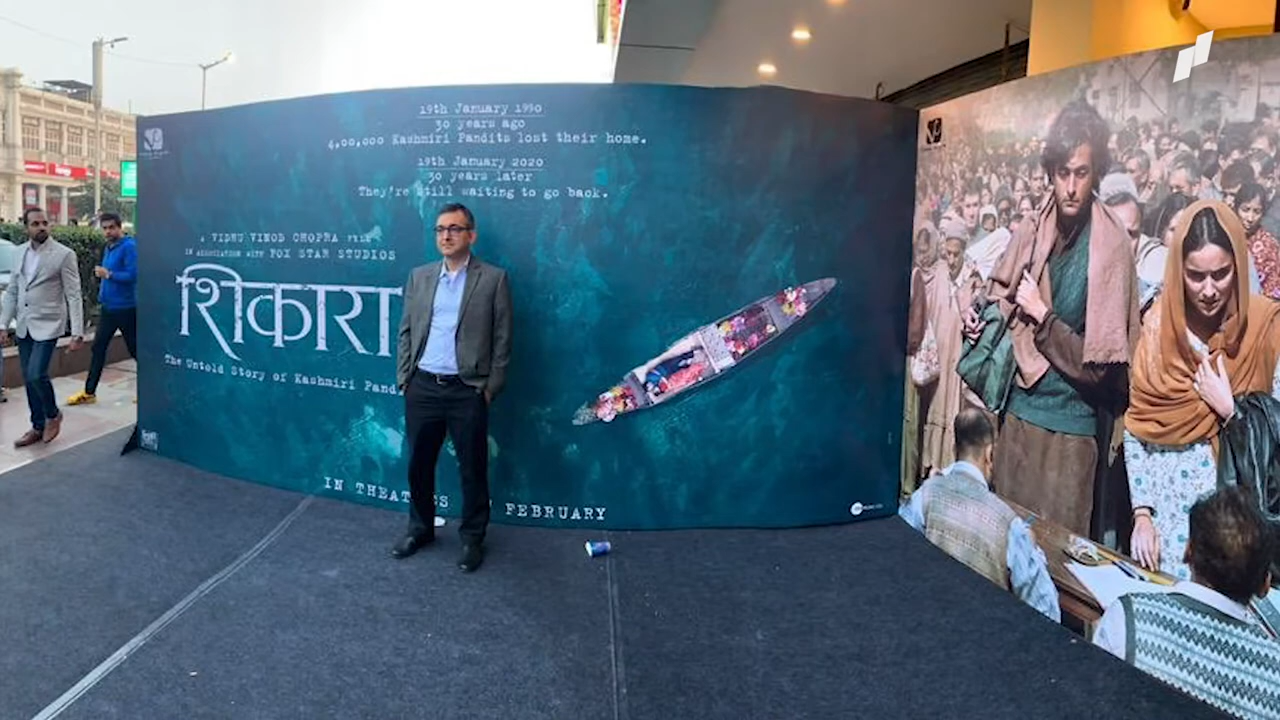 19th January 1990
30 years ago
4,00,000 Kashmiri Pandits lost their home.
19th January 2020
30 years later
They're still waiting to go back.
A VIDHU VINOD CHOPRA FILM
IN ASSOCIATION WITH FOX STAR STUDIOS
शिकारा
The Untold Story of Kashmiri Pand
IN THEATRES FEBRUARY